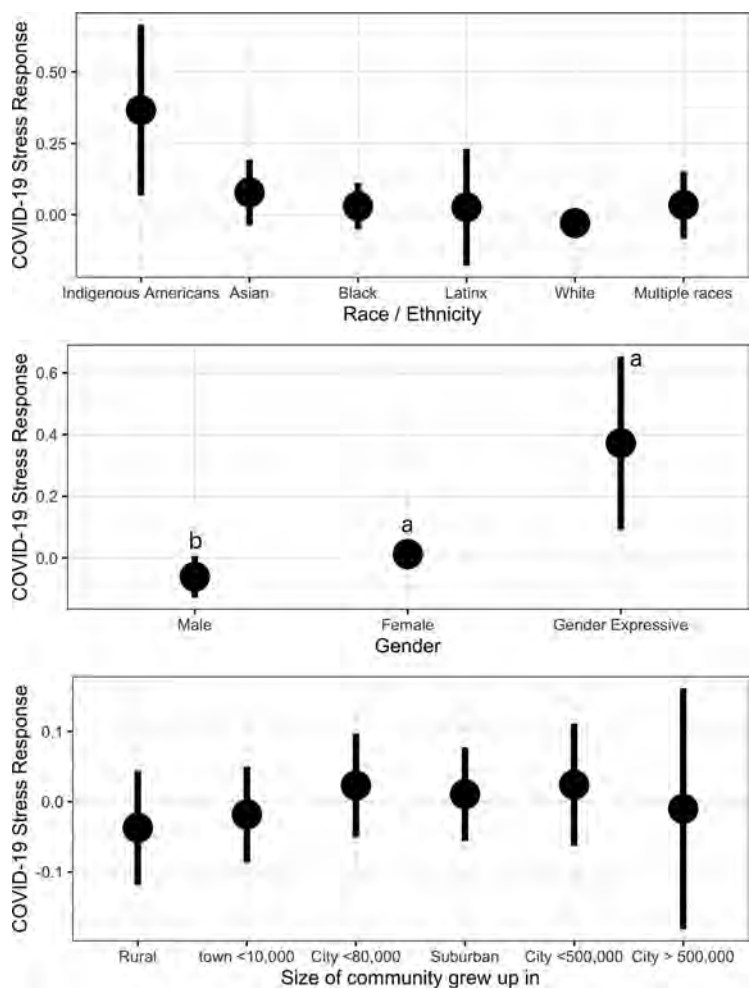 COVID-19 Stress Response
0.50
0.25
0.00
Indigenous Americans Asian Black Latinx White Multiple races
Race / Ethnicity
COVID-19 Stress Response
0.6
0.4
0.2
0.0
b
a
a
Male Female Gender Expressive
Gender
COVID-19 Stress Response
0.1
0.0
-0.1
Rural town <10,000 City <80,000 Suburban City <500,000 City > 500,000
Size of community grew up in